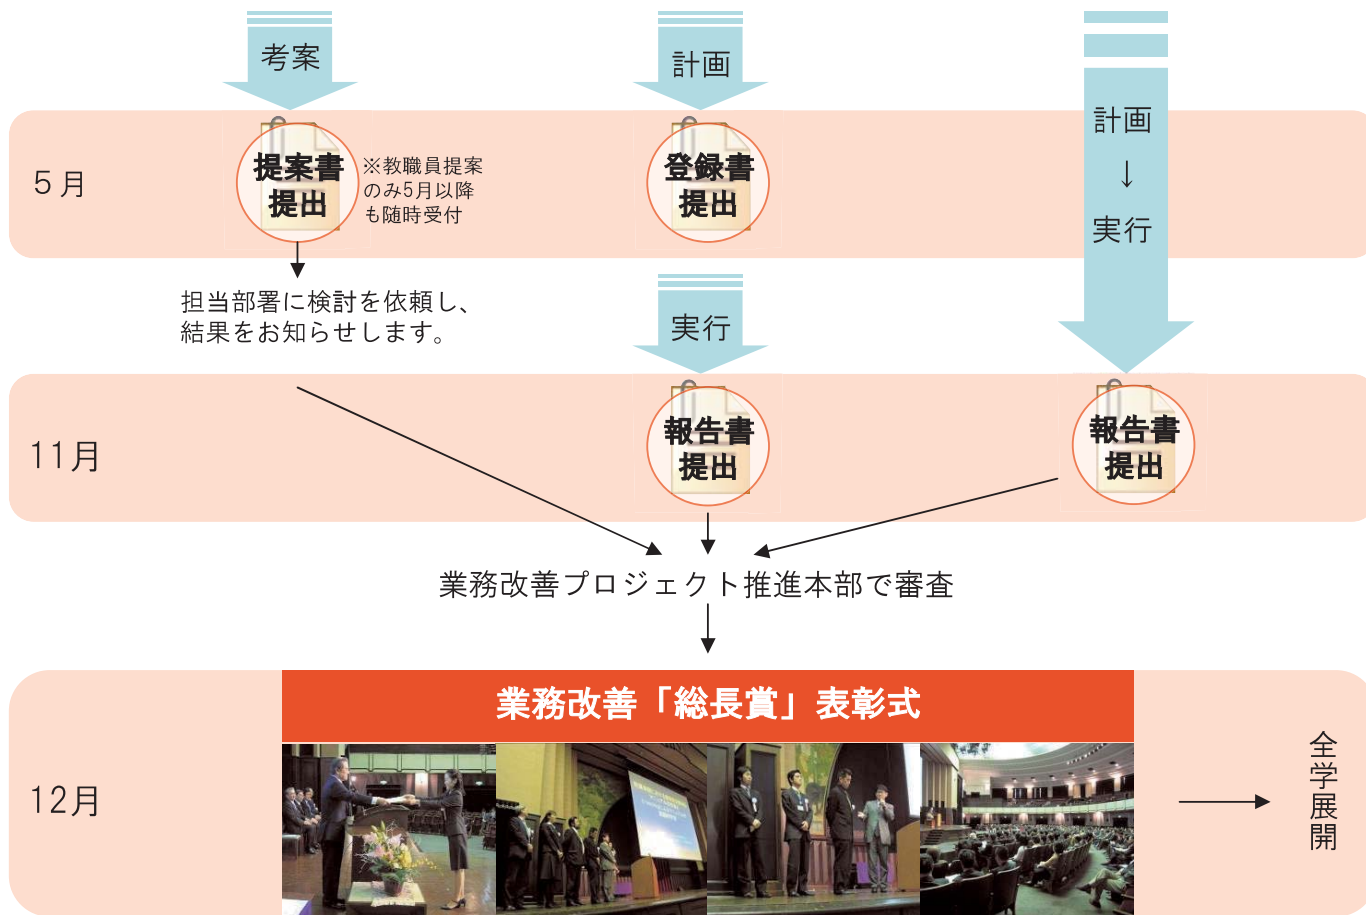 考案
計画
計画
↓
実行
5月
提案書
提出
※教職員提案
のみ5月以降
も随時受付
登録書
提出
担当部署に検討を依頼し、
結果をお知らせします。
実行
11月
報告書
提出
報告書
提出
業務改善プロジェクト推進本部で審査
業務改善「総長賞」表彰式
12月
全学展開